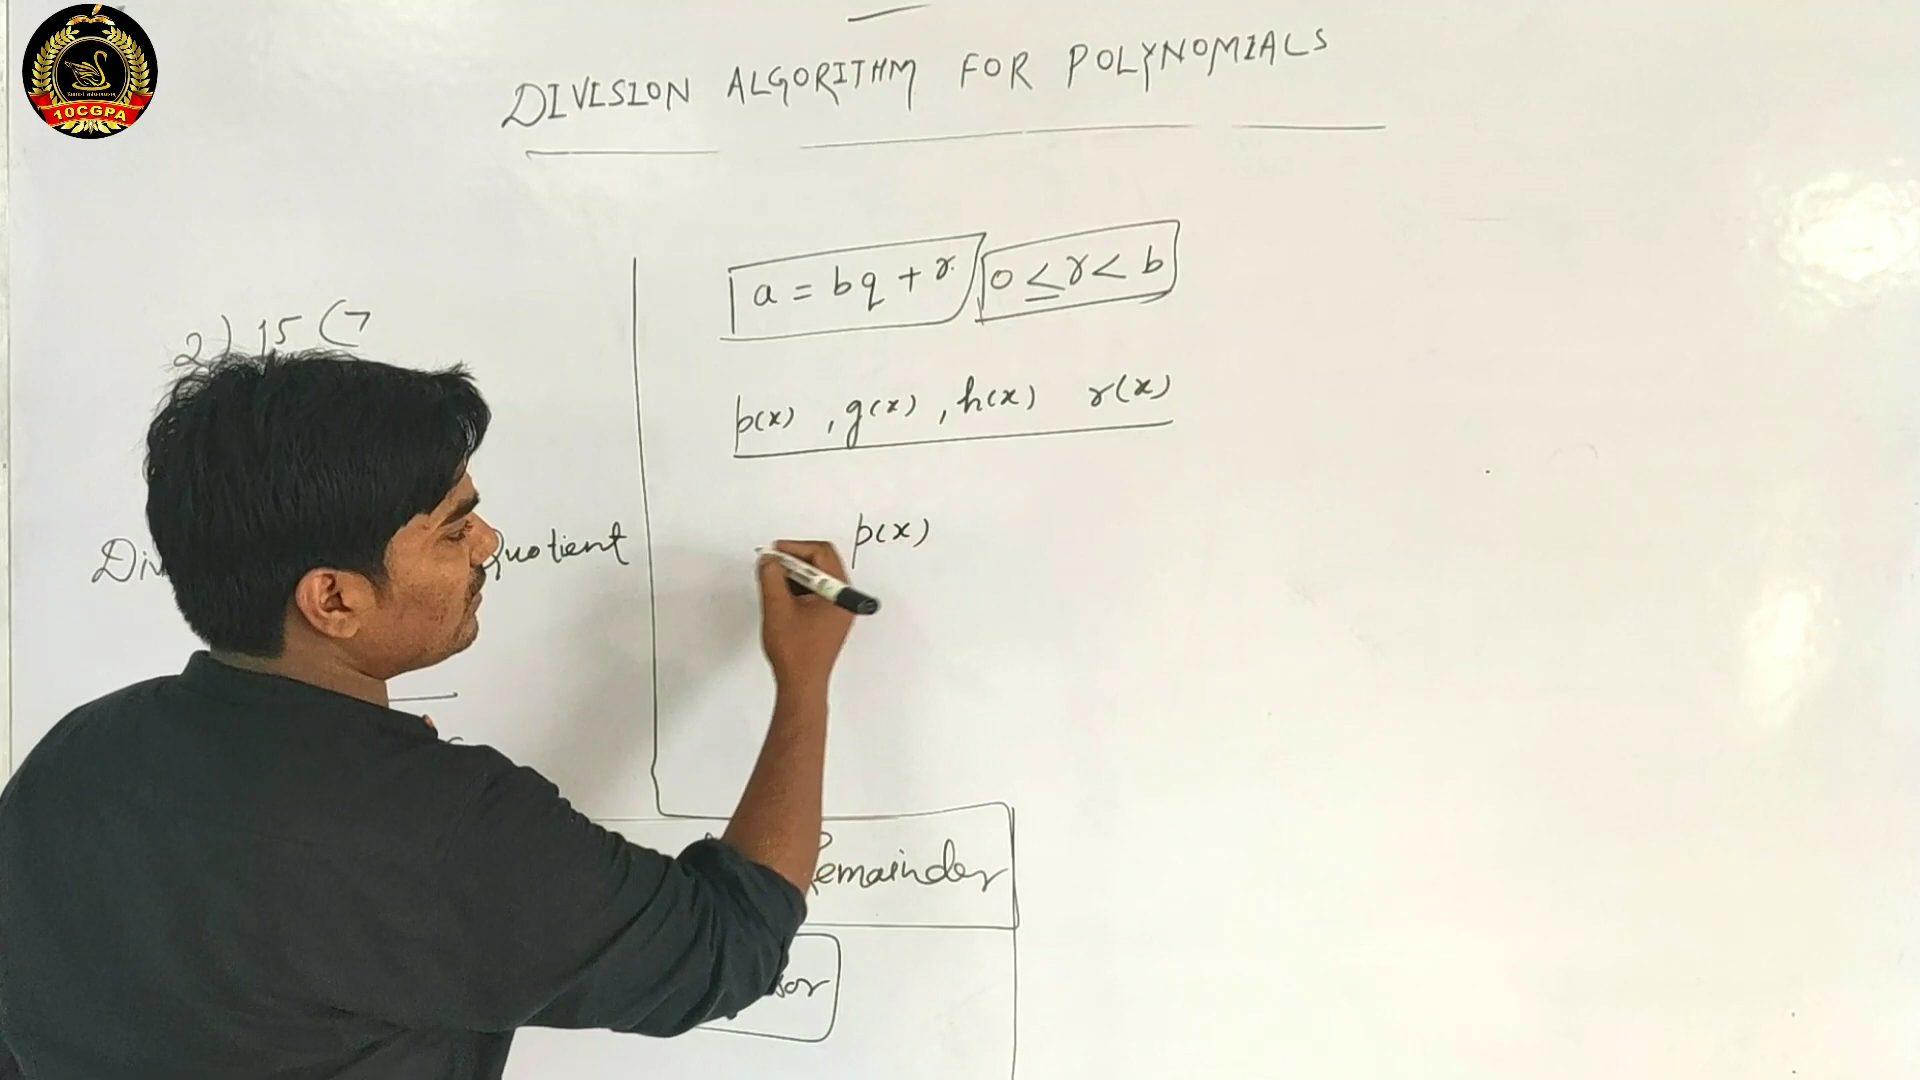 10CGPA
DIVISION ALGORITHM FOR POLYNOMIALS
a = bq + r 0 ≤ r < b
2) 15 (7
p(x) , g(x) , h(x) r(x)
p(x)
Quotient
Remainder